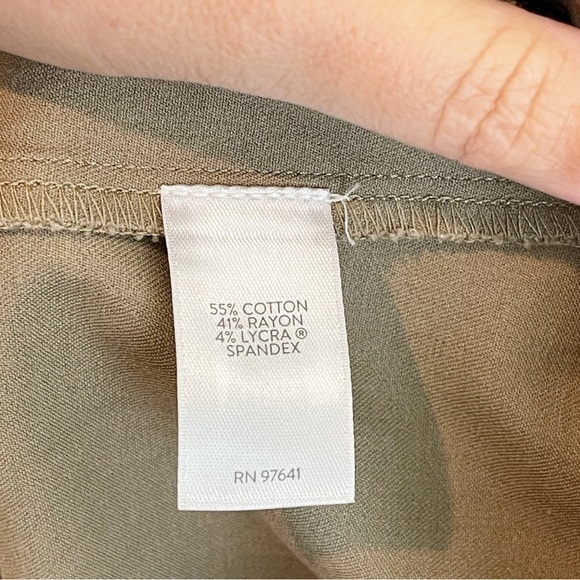 55% COTTON
41% RAYON
4% LYCRA ®
SPANDEX
RN 97641